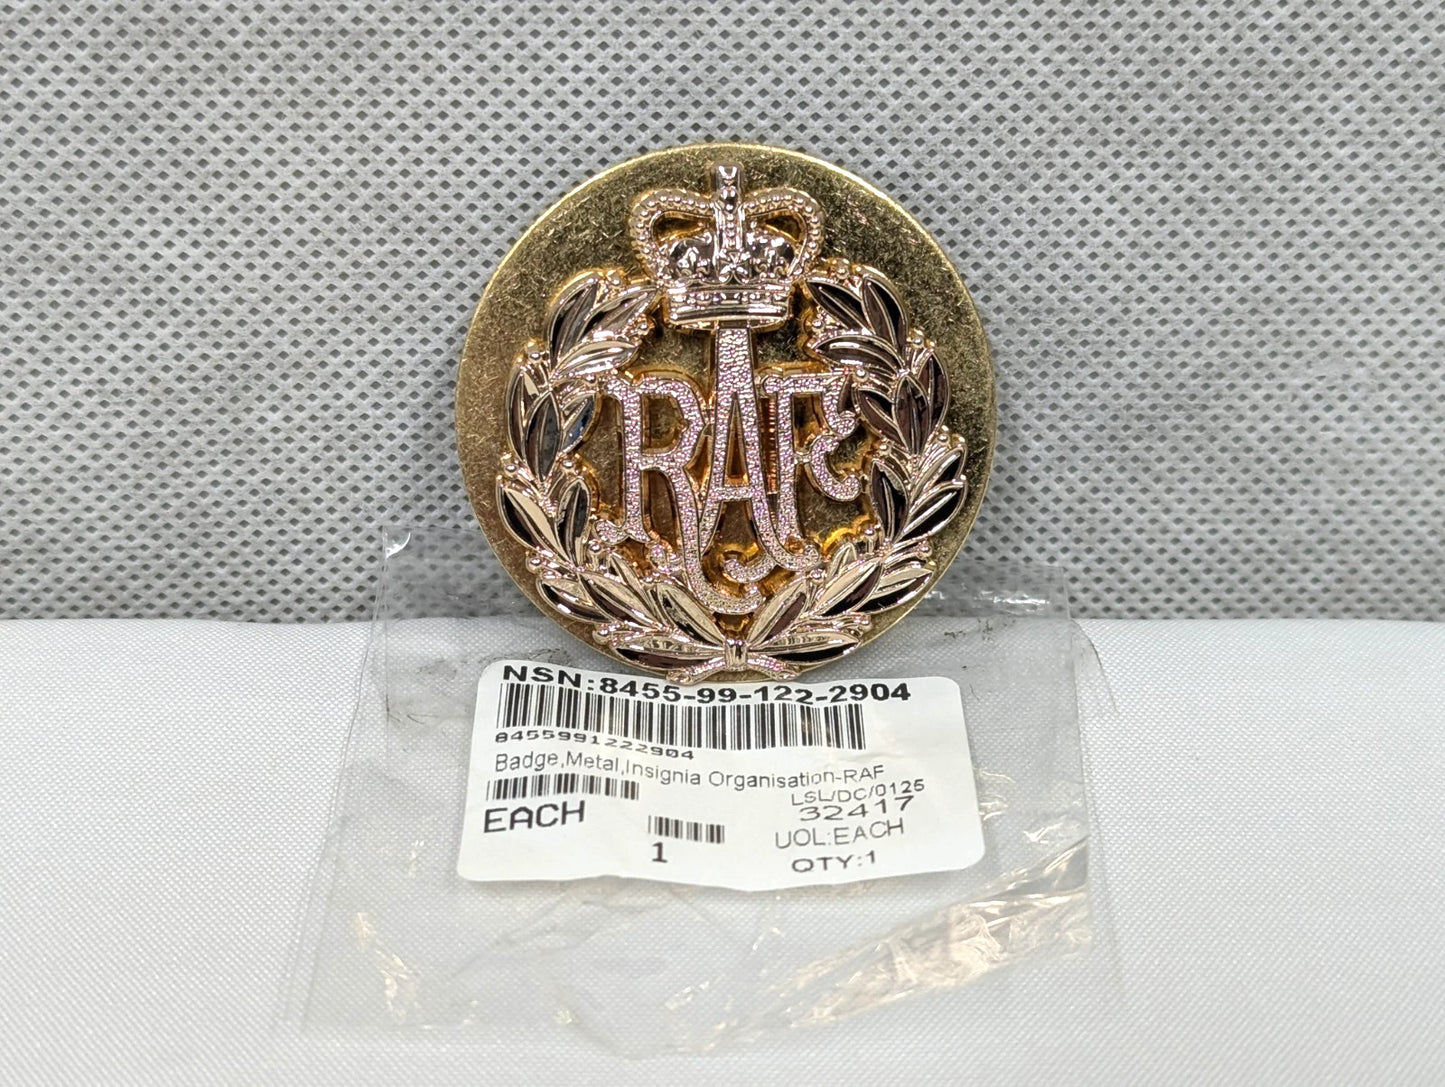 RAF
NSN:8455-99-122-2904
8455991222904
Badge,Metal,Insignia Organisation-RAF
LSL/DC/0125
EACH
32417
UOL:EACH
1
QTY:1